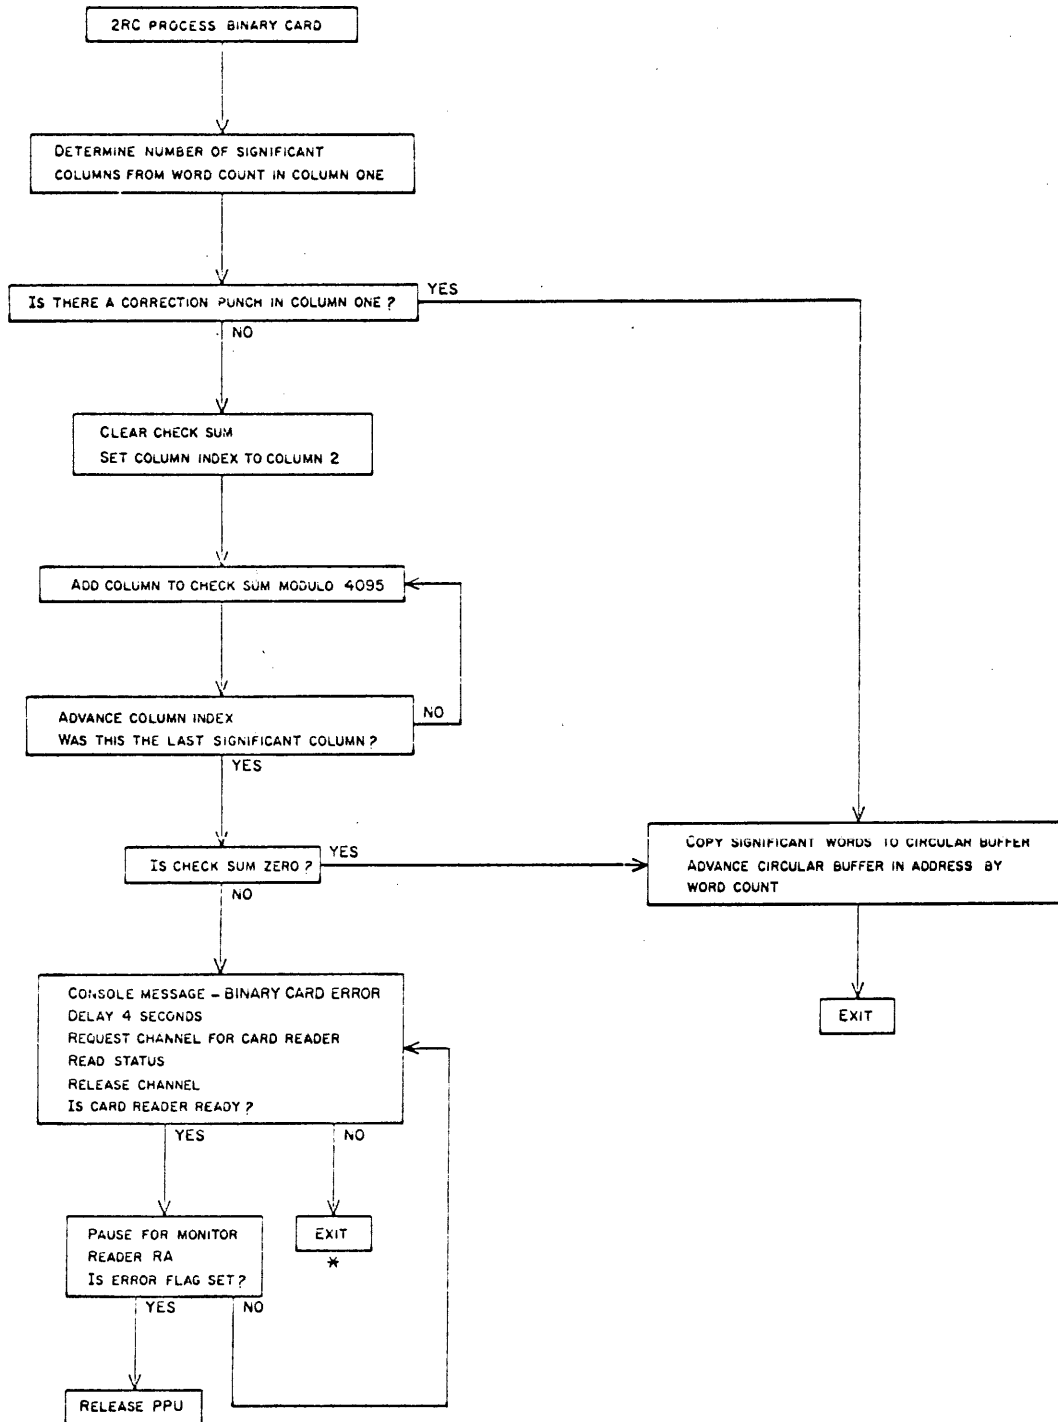 2RC PROCESS BINARY CARD
DETERMINE NUMBER OF SIGNIFICANT
COLUMNS FROM WORD COUNT IN COLUMN ONE
IS THERE A CORRECTION PUNCH IN COLUMN ONE?
YES
NO
CLEAR CHECK SUM
SET COLUMN INDEX TO COLUMN 2
ADD COLUMN TO CHECK SUM MODULO 4095
ADVANCE COLUMN INDEX
WAS THIS THE LAST SIGNIFICANT COLUMN?
NO
YES
IS CHECK SUM ZERO?
YES
NO
COPY SIGNIFICANT WORDS TO CIRCULAR BUFFER
ADVANCE CIRCULAR BUFFER IN ADDRESS BY
WORD COUNT
EXIT
CONSOLE MESSAGE – BINARY CARD ERROR
DELAY 4 SECONDS
REQUEST CHANNEL FOR CARD READER
READ STATUS
RELEASE CHANNEL
IS CARD READER READY?
YES
NO
PAUSE FOR MONITOR
READER RA
IS ERROR FLAG SET?
EXIT
*
YES
NO
RELEASE PPU